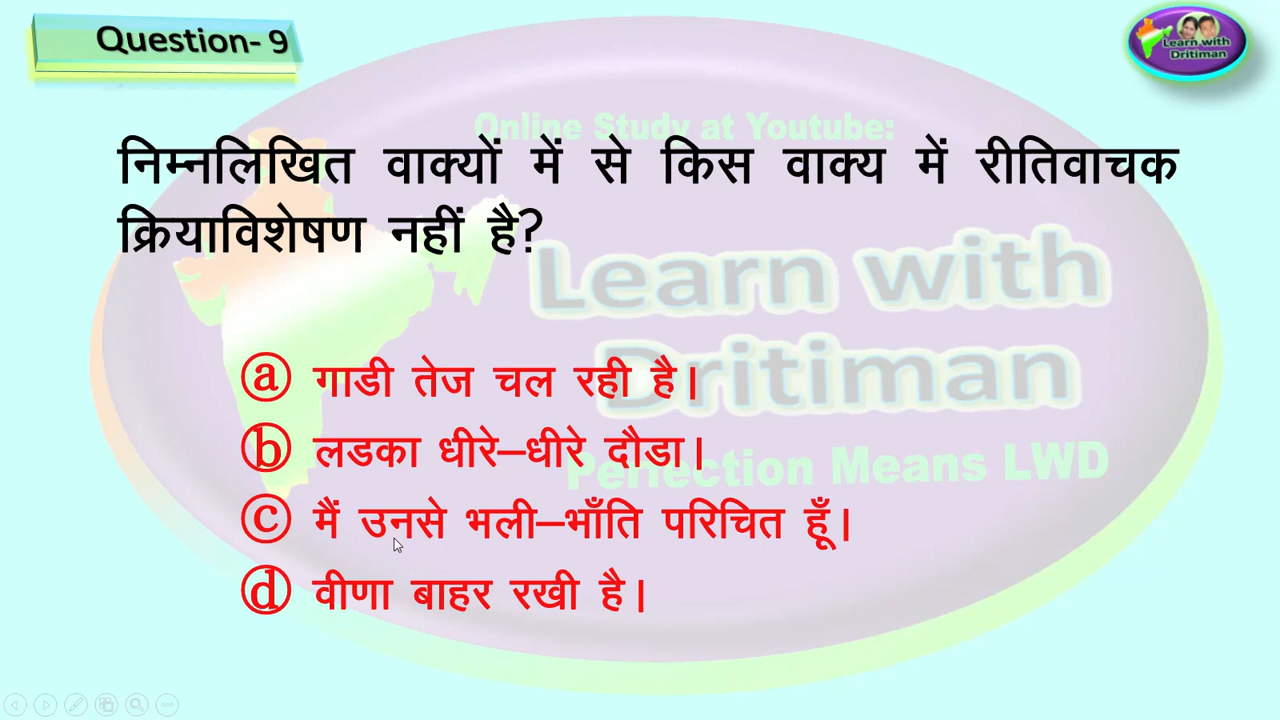 Question- 9
Learn with
Dritiman
Online Study at Youtube:
निम्नलिखित वाक्यों में से किस वाक्य में रीतिवाचक
क्रियाविशेषण नहीं है?
Learn with
Dritiman
Perfection Means LWD
ⓐ गाडी तेज चल रही है।
ⓑ लडका धीरे–धीरे दौडा।
ⓒ मैं उनसे भली–भाँति परिचित हूँ।
ⓓ वीणा बाहर रखी है।